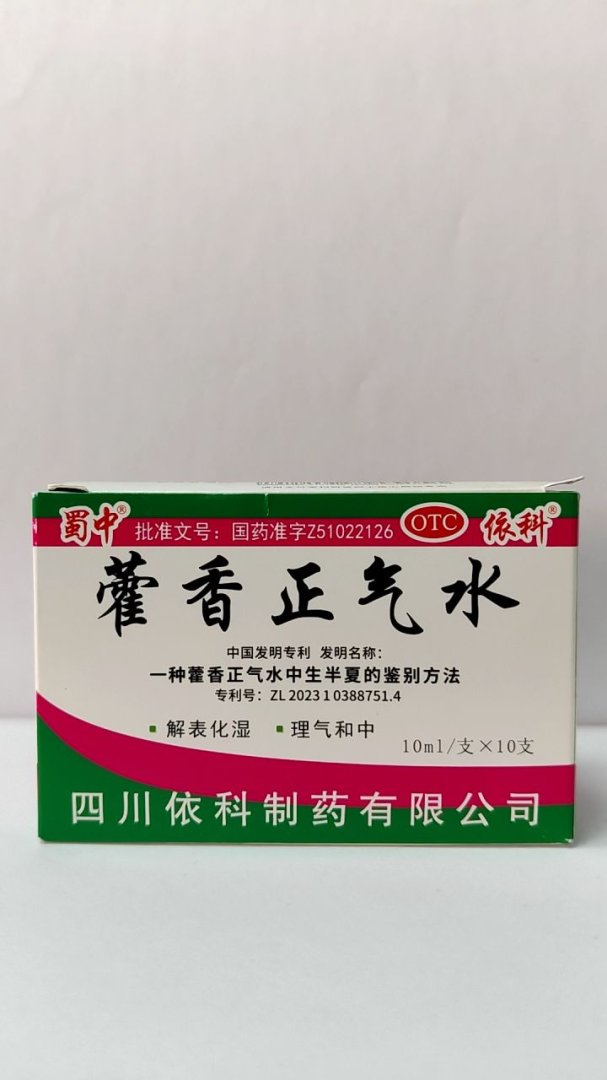 蜀中® 批准文号：国药准字Z51022126 OTC 依科®
藿香正气水
中国发明专利 发明名称：
一种藿香正气水中生半夏的鉴别方法
专利号：ZL 2023 1 0388751.4
▪ 解表化湿 ▪ 理气和中
10ml/支×10支
四川依科制药有限公司